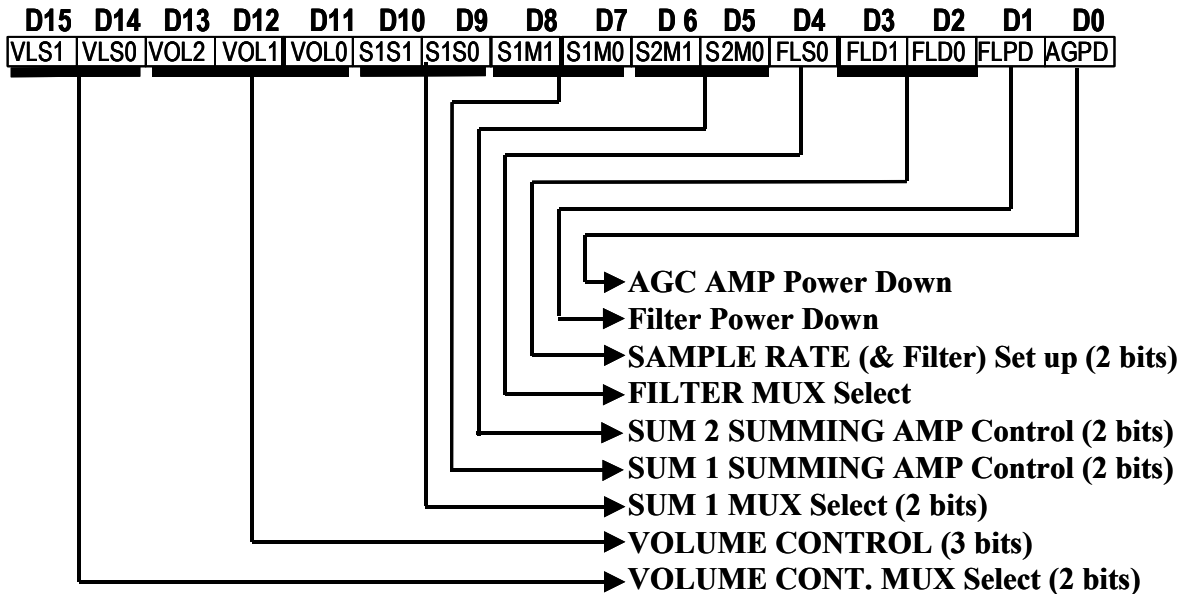 D15 D14 D13 D12 D11 D10 D9 D8 D7 D 6 D5 D4 D3 D2 D1 D0
VLS1 VLS0 VOL2 VOL1 VOL0 S1S1 S1S0 S1M1 S1M0 S2M1 S2M0 FLS0 FLD1 FLD0 FLPD AGPD
AGC AMP Power Down
Filter Power Down
SAMPLE RATE (& Filter) Set up (2 bits)
FILTER MUX Select
SUM 2 SUMMING AMP Control (2 bits)
SUM 1 SUMMING AMP Control (2 bits)
SUM 1 MUX Select (2 bits)
VOLUME CONTROL (3 bits)
VOLUME CONT. MUX Select (2 bits)